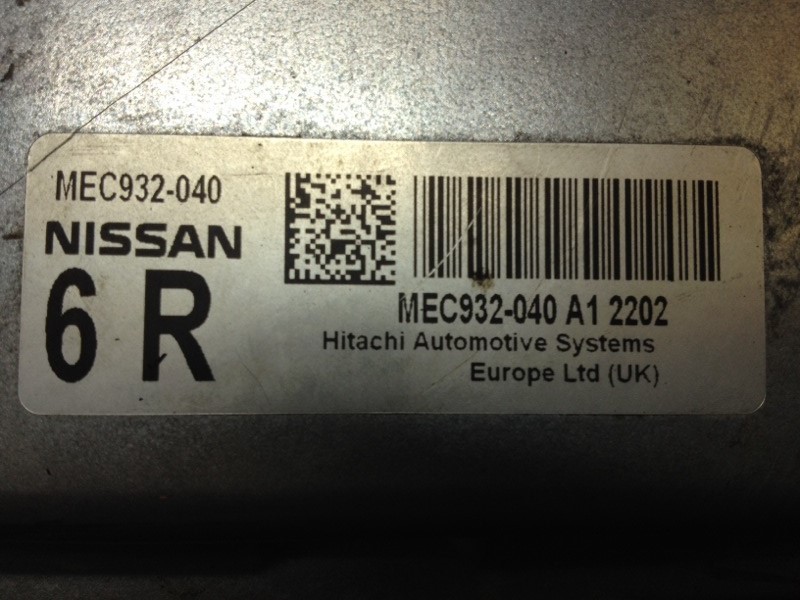 MEC932-040
NISSAN
6 R
MEC932-040 A1 2202
Hitachi Automotive Systems
Europe Ltd (UK)